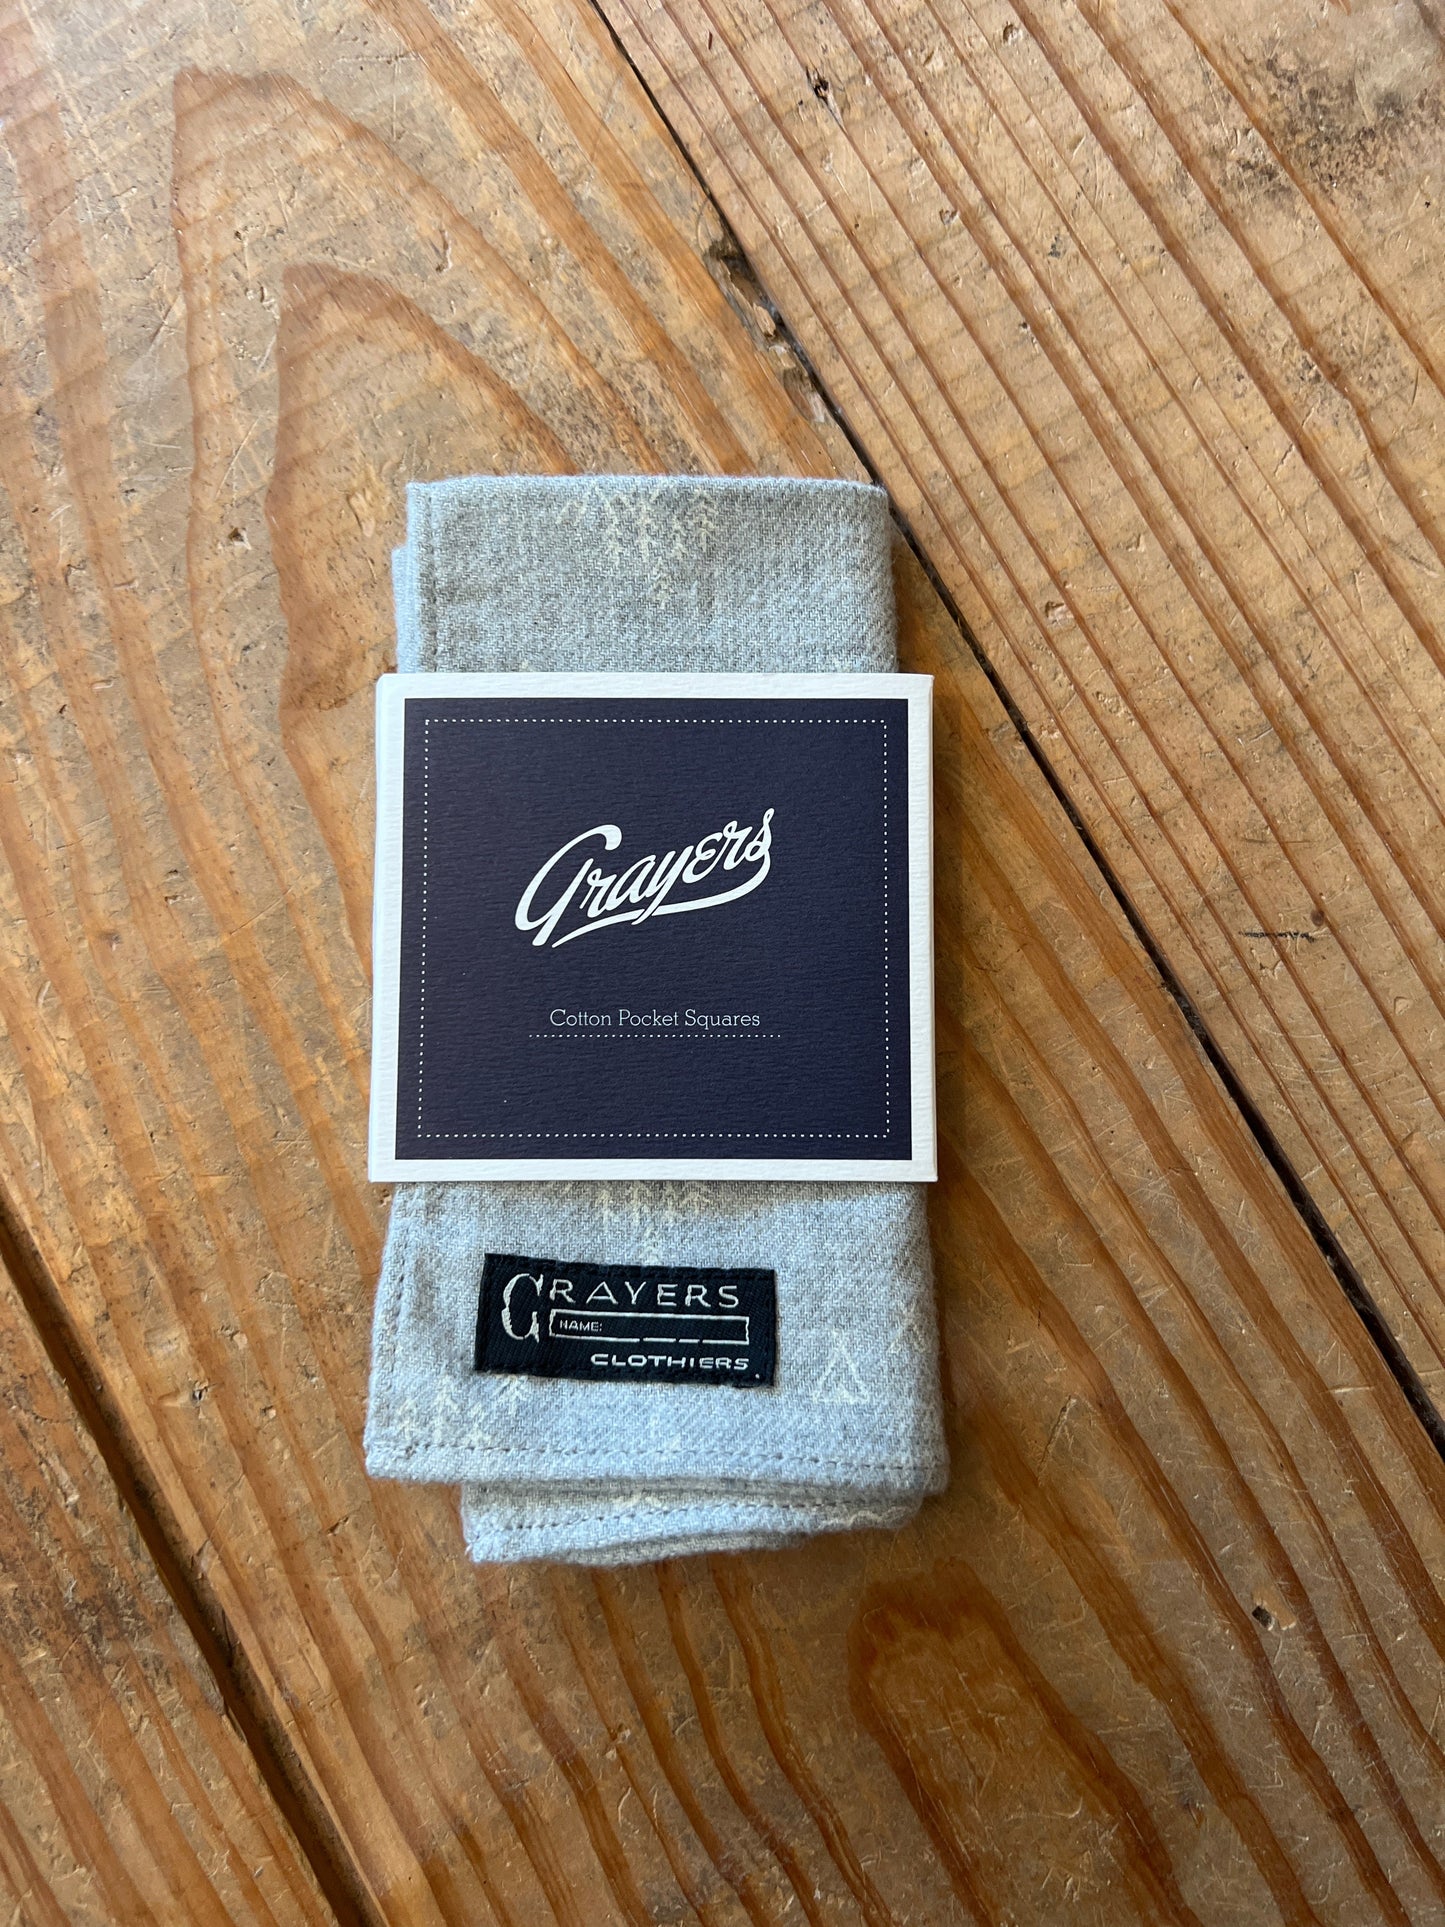 Grayers
Cotton Pocket Squares
GRAYERS
NAME:
CLOTHIERS